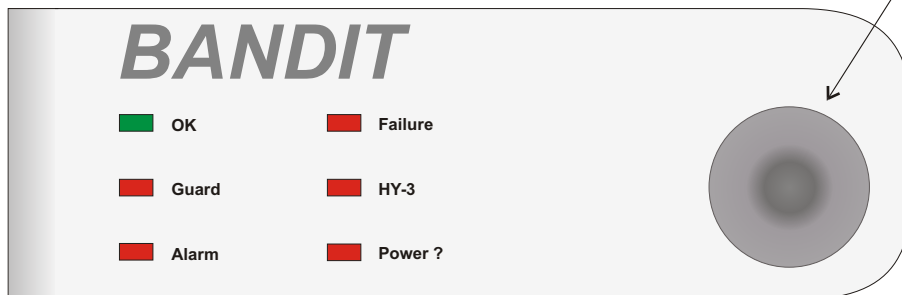 BANDIT
OK
Failure
Guard
HY-3
Alarm
Power ?